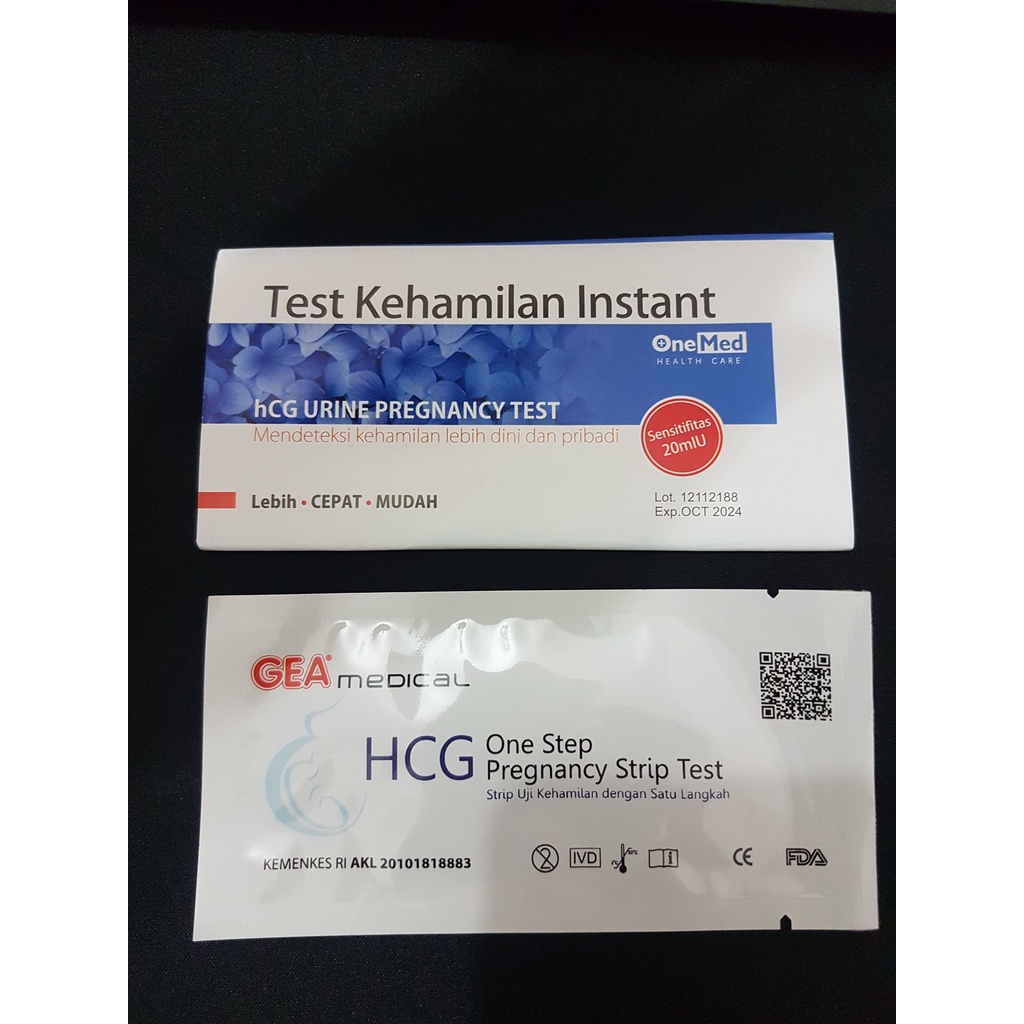 Test Kehamilan Instant
OneMed
HEALTH CARE
hCG URINE PREGNANCY TEST
Mendeteksi kehamilan lebih dini dan pribadi
Sensitifitas
20mIU
Lebih • CEPAT • MUDAH
Lot. 12112188
Exp.OCT 2024
GEA® medical
HCG One Step
Pregnancy Strip Test
Strip Uji Kehamilan dengan Satu Langkah
KEMENKES RI AKL 20101818883
2
IVD
i
CE
FDA